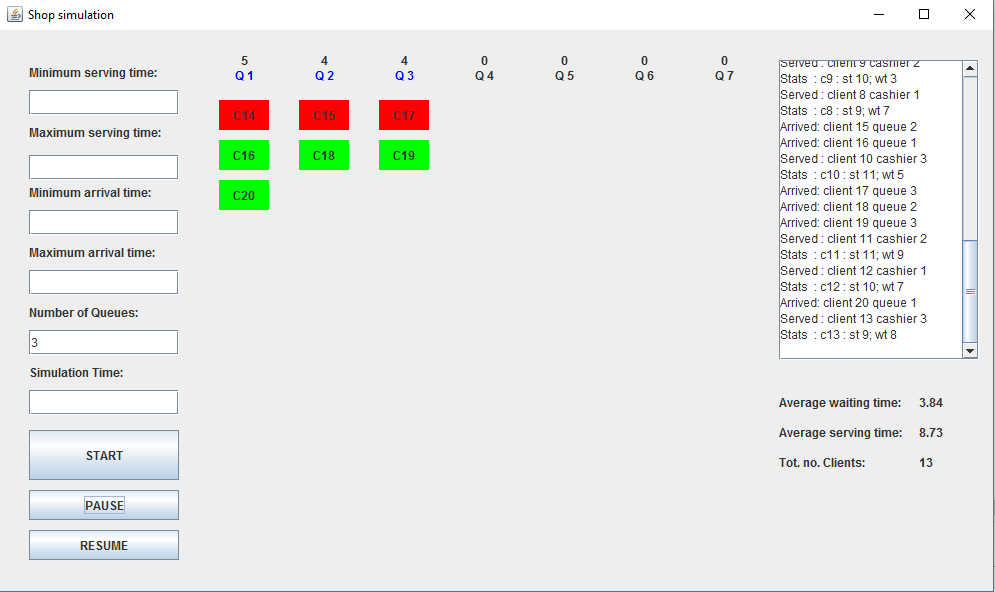 Shop simulation
Minimum serving time:
Maximum serving time:
Minimum arrival time:
Maximum arrival time:
Number of Queues:
3
Simulation Time:
START
PAUSE
RESUME
5 4 4 0 0 0 0
Q 1 Q 2 Q 3 Q 4 Q 5 Q 6 Q 7
C14 C15 C17
C16 C18 C19
C20
Served : client 9 cashier 2
Stats : c9 : st 10; wt 3
Served : client 8 cashier 1
Stats : c8 : st 9; wt 7
Arrived: client 15 queue 2
Arrived: client 16 queue 1
Served : client 10 cashier 3
Stats : c10 : st 11; wt 5
Arrived: client 17 queue 3
Arrived: client 18 queue 2
Arrived: client 19 queue 3
Served : client 11 cashier 2
Stats : c11 : st 11; wt 9
Served : client 12 cashier 1
Stats : c12 : st 10; wt 7
Arrived: client 20 queue 1
Served : client 13 cashier 3
Stats : c13 : st 9; wt 8
Average waiting time: 3.84
Average serving time: 8.73
Tot. no. Clients: 13